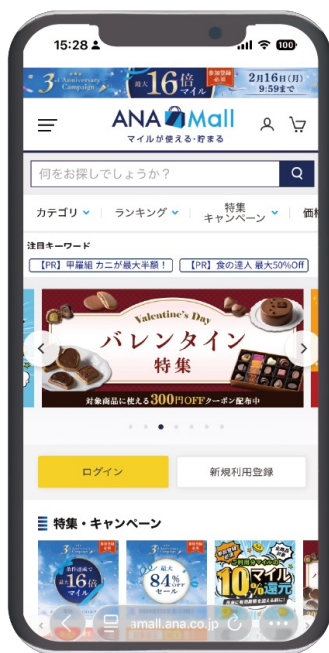 15:28
100
3rd Anniversary Campaign
最大16倍マイル
参加登録必須
2月16日(月)
9:59まで
ANA Mall
マイルが使える・貯まる
何をお探しでしょうか？
カテゴリ
ランキング
特集
キャンペーン
価格
注目キーワード
【PR】甲羅組 カニが最大半額！
【PR】食の達人 最大50%Off
Valentine's Day
バレンタイン
特集
対象商品に使える300円OFFクーポン配布中
ログイン
新規利用登録
特集・キャンペーン
条件達成で
最大16倍
マイル
最大
84%OFF
セール
10%マイル
還元
amall.ana.co.jp